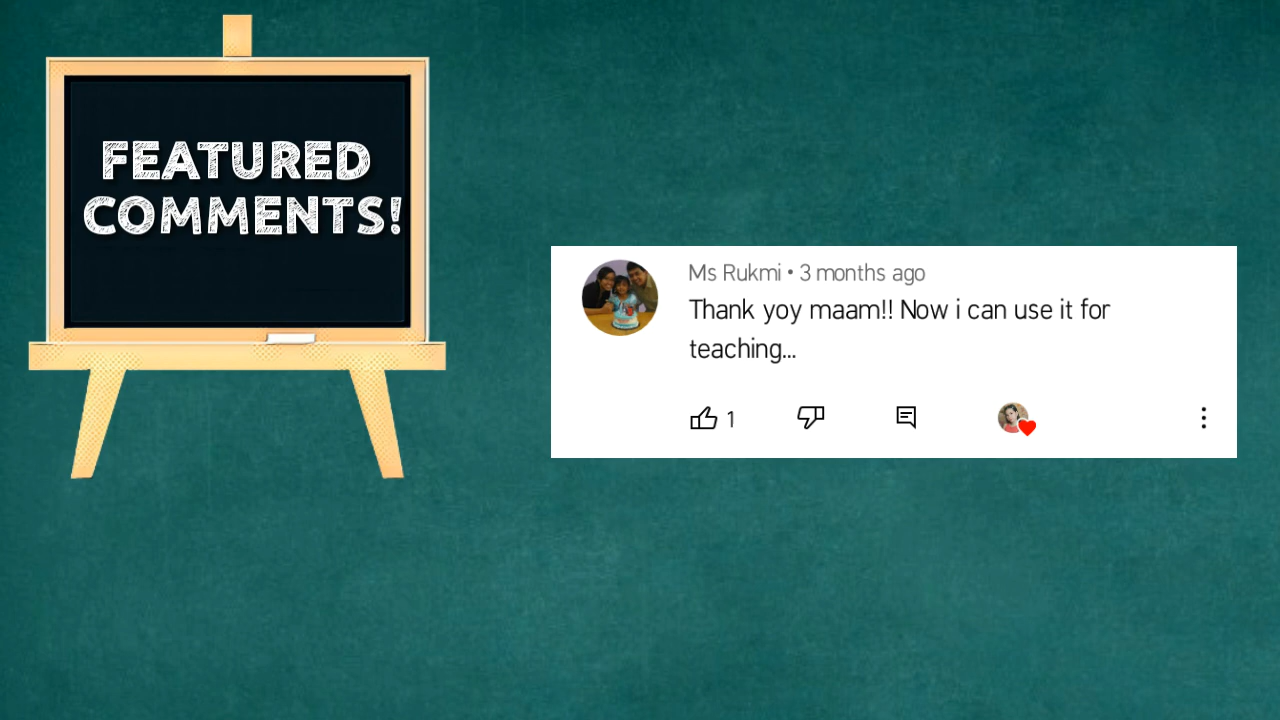 FEATURED
COMMENTS!
Ms Rukmi • 3 months ago
Thank yoy maam!! Now i can use it for
teaching...
1